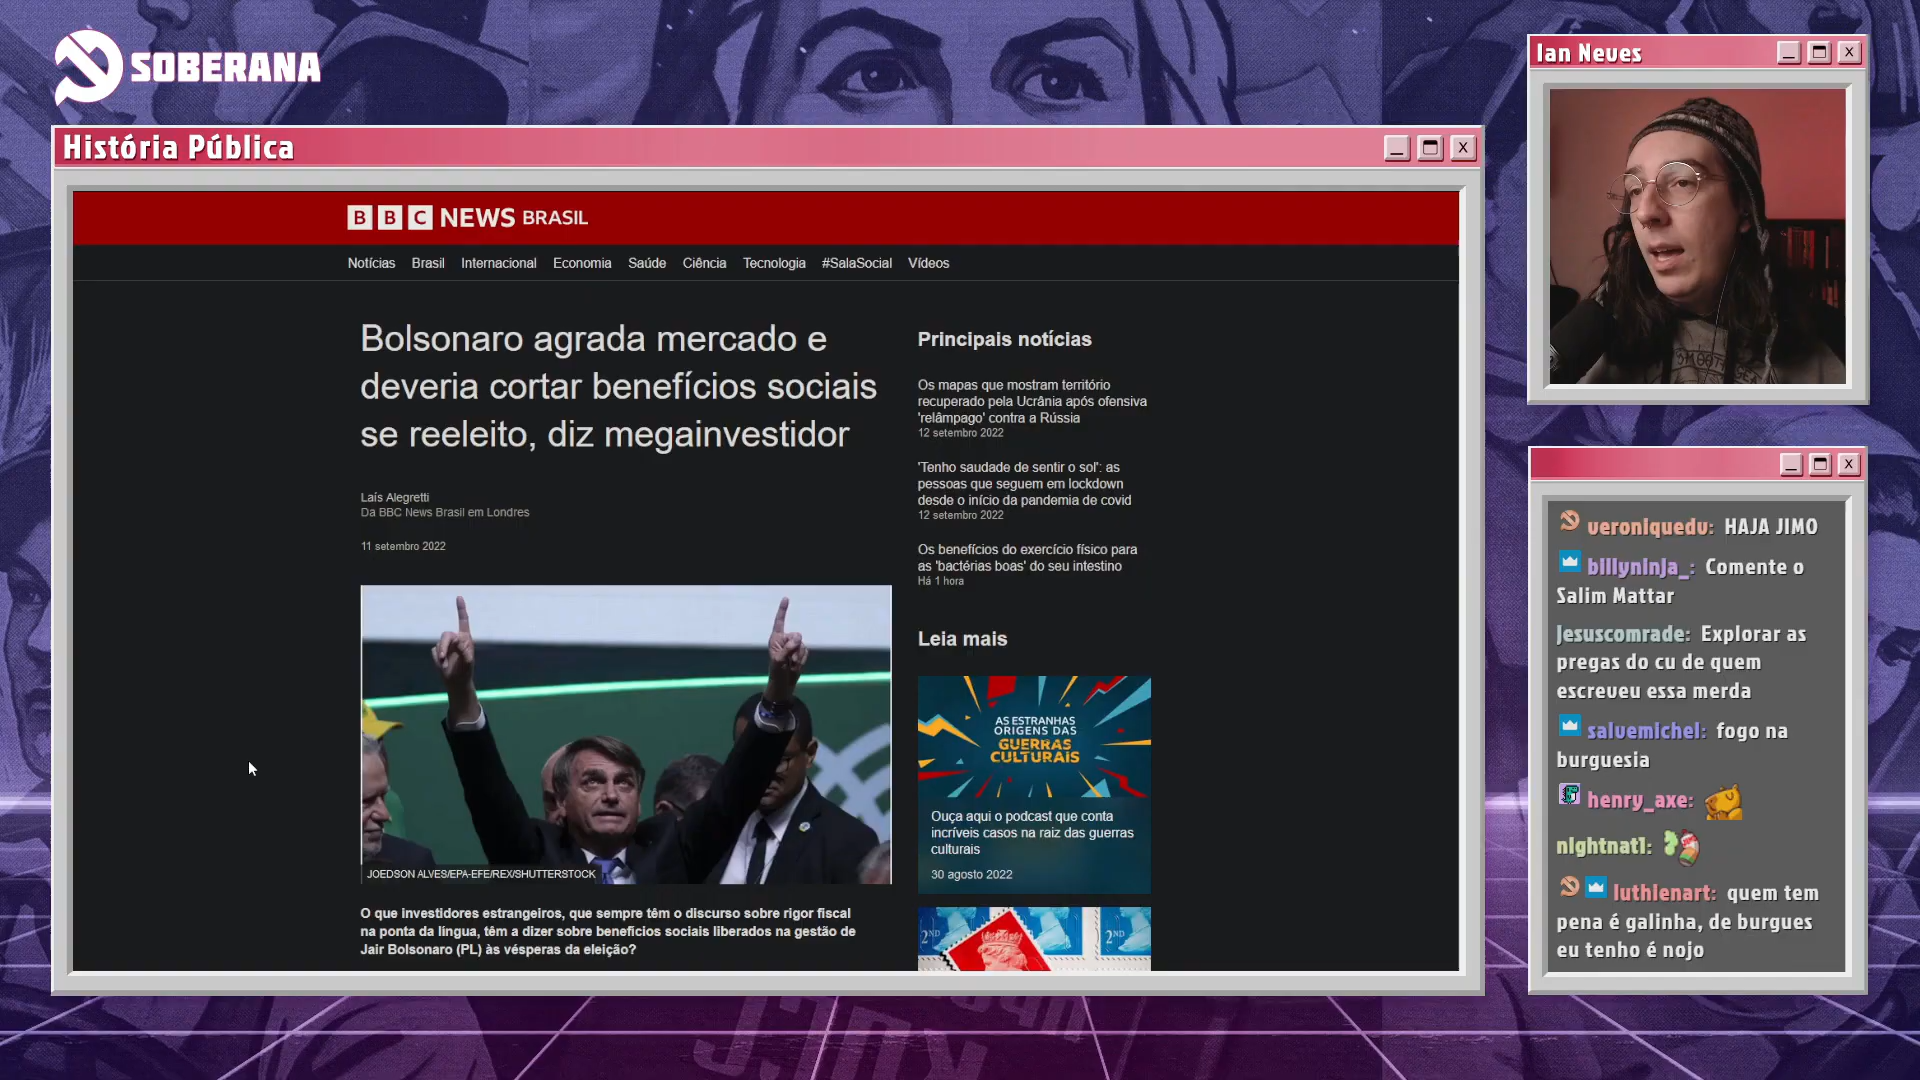 SOBERANA
História Pública
BBC NEWS BRASIL
Notícias Brasil Internacional Economia Saúde Ciência Tecnologia #SalaSocial Vídeos
Bolsonaro agrada mercado e
deveria cortar benefícios sociais
se reeleito, diz megainvestidor
Laís Alegretti
Da BBC News Brasil em Londres
11 setembro 2022
JOEDSON ALVES/EPA-EFE/REX/SHUTTERSTOCK
O que investidores estrangeiros, que sempre têm o discurso sobre rigor fiscal
na ponta da língua, têm a dizer sobre benefícios sociais liberados na gestão de
Jair Bolsonaro (PL) às vésperas da eleição?
Principais notícias
Os mapas que mostram território
recuperado pela Ucrânia após ofensiva
'relâmpago' contra a Rússia
12 setembro 2022
'Tenho saudade de sentir o sol': as
pessoas que seguem em lockdown
desde o início da pandemia de covid
12 setembro 2022
Os benefícios do exercício físico para
as 'bactérias boas' do seu intestino
Há 1 hora
Leia mais
AS ESTRANHAS
ORIGENS DAS
GUERRAS
CULTURAIS
Ouça aqui o podcast que conta
incríveis casos na raiz das guerras
culturais
30 agosto 2022
2ND
2ND
Ian Neves
veroniquedu: HAJA JIMO
billyninja_: Comente o
Salim Mattar
Jesuscomrade: Explorar as
pregas do cu de quem
escreveu essa merda
salvemichel: fogo na
burguesia
henry_axe:
nightnat1:
luthienart: quem tem
pena é galinha, de burgues
eu tenho é nojo